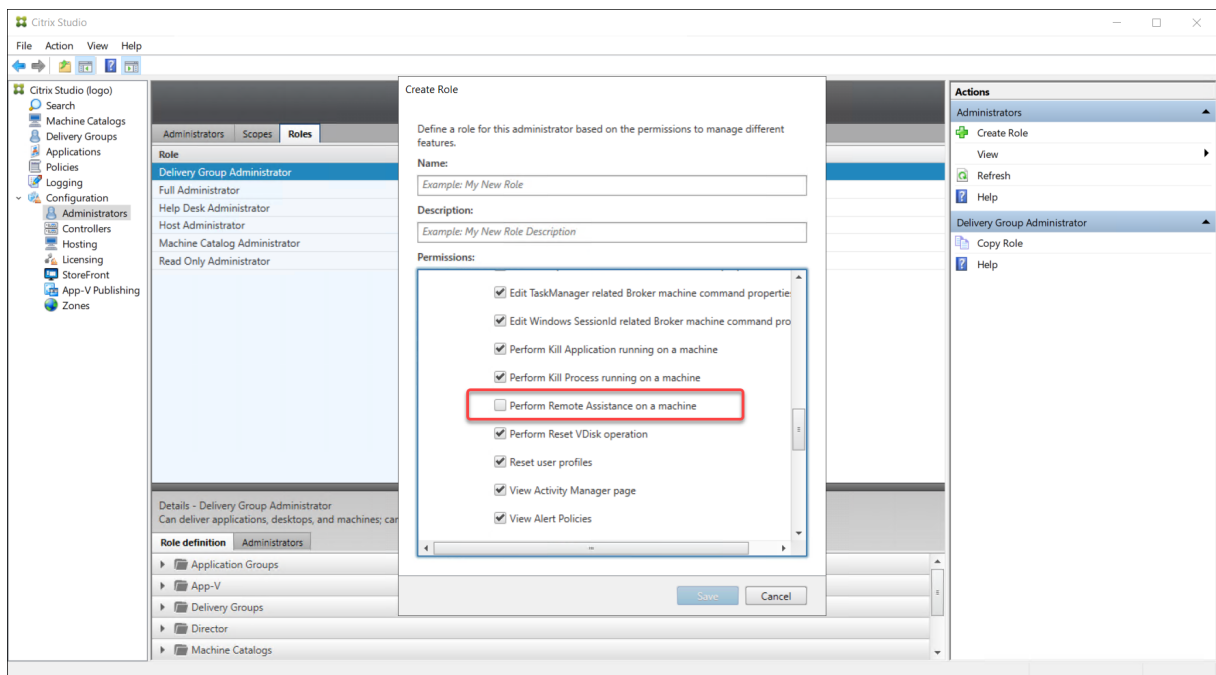 Citrix Studio
File Action View Help
Citrix Studio (logo)
Search
Machine Catalogs
Delivery Groups
Applications
Policies
Logging
Configuration
Administrators
Controllers
Hosting
Licensing
StoreFront
App-V Publishing
Zones
Administrators Scopes Roles
Role
Delivery Group Administrator
Full Administrator
Help Desk Administrator
Host Administrator
Machine Catalog Administrator
Read Only Administrator
Details - Delivery Group Administrator
Can deliver applications, desktops, and machines; car
Role definition Administrators
Application Groups
App-V
Delivery Groups
Director
Machine Catalogs
Create Role
Define a role for this administrator based on the permissions to manage different
features.
Name:
Example: My New Role
Description:
Example: My New Role Description
Permissions:
Edit TaskManager related Broker machine command propertie
Edit Windows SessionId related Broker machine command pro
Perform Kill Application running on a machine
Perform Kill Process running on a machine
Perform Remote Assistance on a machine
Perform Reset VDisk operation
Reset user profiles
View Activity Manager page
View Alert Policies
Save Cancel
Actions
Administrators
Create Role
View
Refresh
Help
Delivery Group Administrator
Copy Role
Help